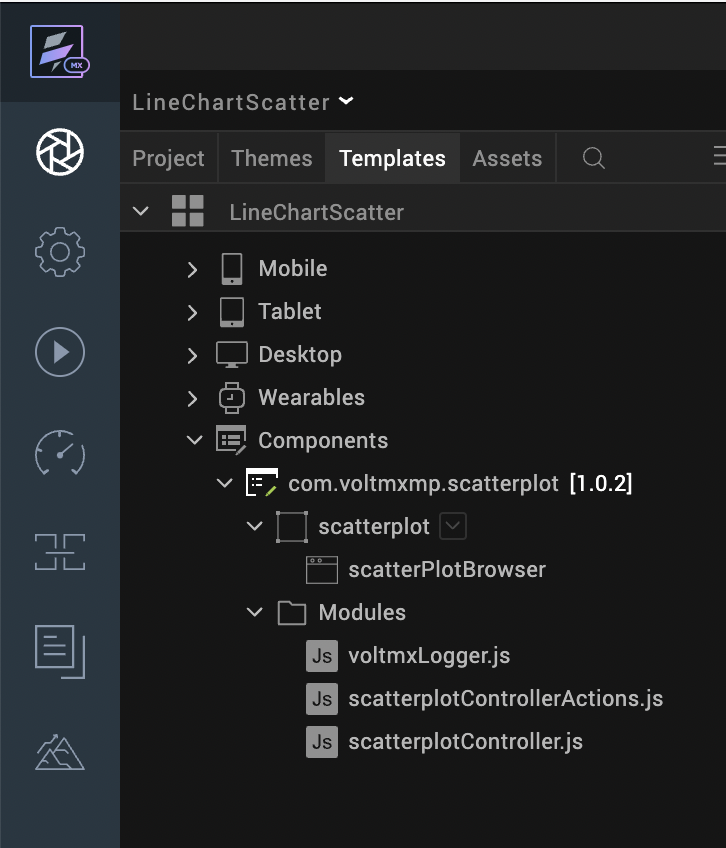 MX
LineChartScatter
Project Themes Templates Assets
LineChartScatter
Mobile
Tablet
Desktop
Wearables
Components
com.voltmxmp.scatterplot [1.0.2]
scatterplot
scatterPlotBrowser
Modules
Js voltmxLogger.js
Js scatterplotControllerActions.js
Js scatterplotController.js